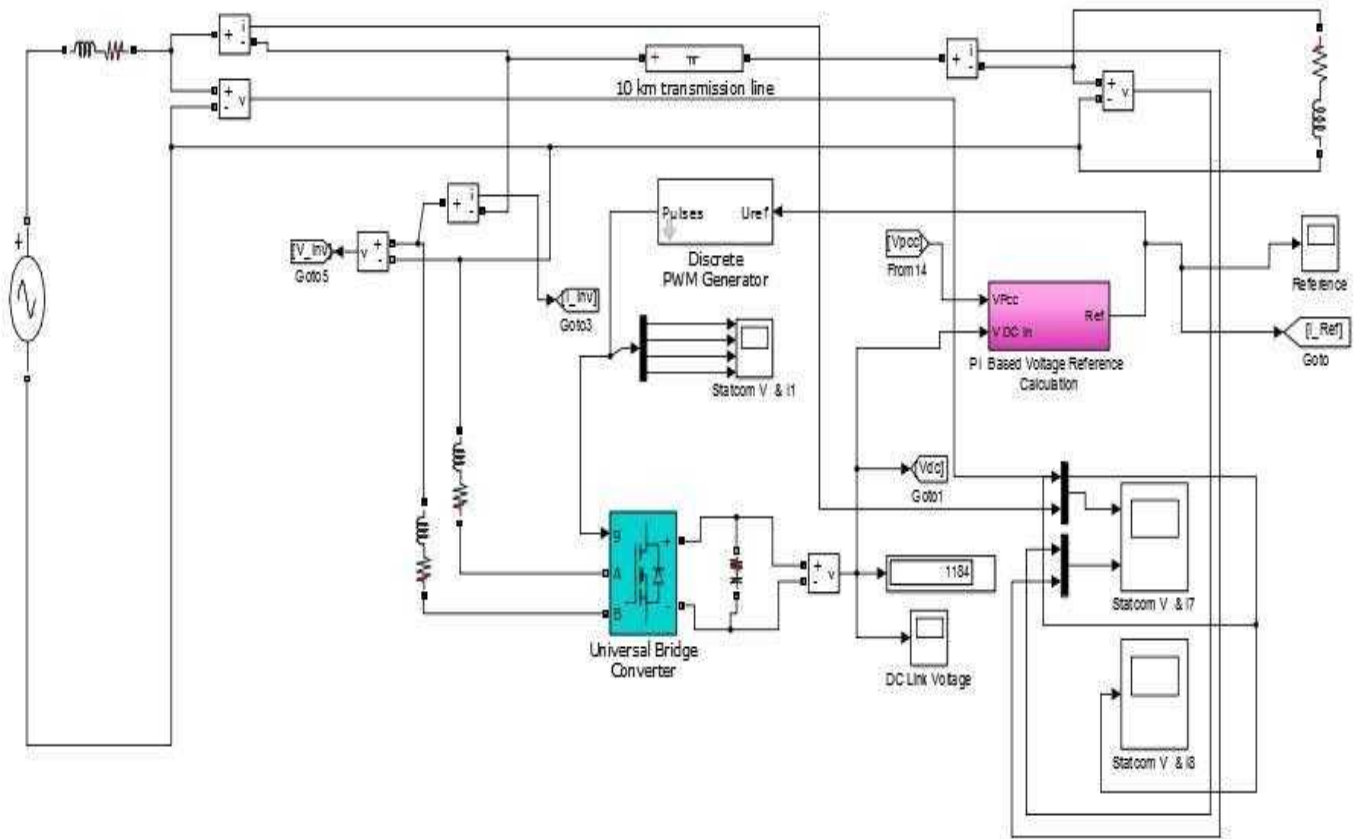 + i
-
+ v
-
+ π
10 km transmission line
+ i
-
+ v
-
+ i
-
+
Pulses Uref
Discrete
PWM Generator
[V_Inv]
Goto5
v +
-
[I_Inv]
Goto3
[Vpcc]
From14
VPcc
V DC in
Ref
PI Based Voltage Reference
Calculation
Reference
[I_Ref]
Goto
Statcom V & I1
[Vdc]
Goto1
g
A
B
+
-
Universal Bridge
Converter
+ v
-
1184
DC Link Voltage
Statcom V & I7
Statcom V & I8